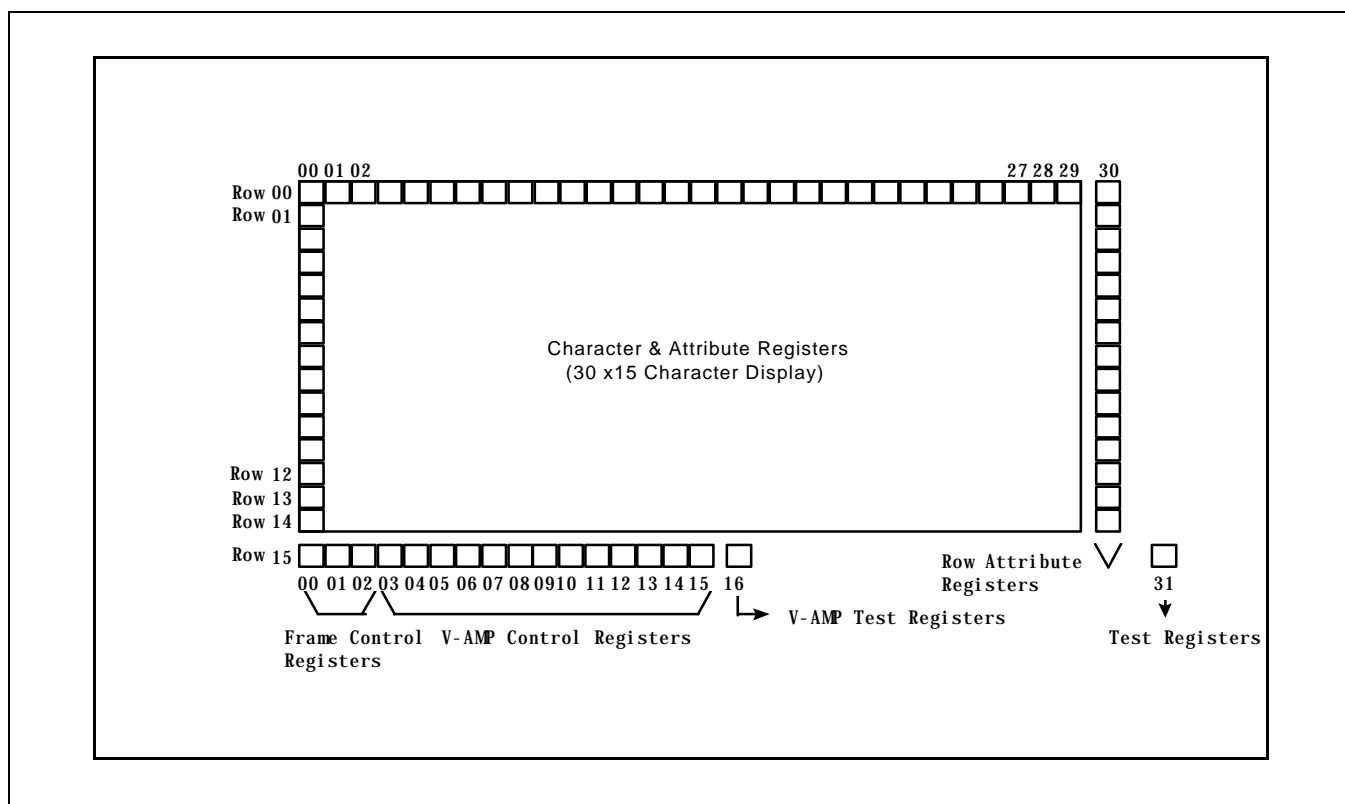 00 01 02 27 28 29 30
Row 00
Row 01
Character & Attribute Registers
(30 x15 Character Display)
Row 12
Row 13
Row 14
Row 15
Row Attribute
Registers
00 01 02 03 04 05 06 07 08 09 10 11 12 13 14 15 16
31
V-AMP Test Registers
Frame Control
Registers
V-AMP Control Registers
Test Registers